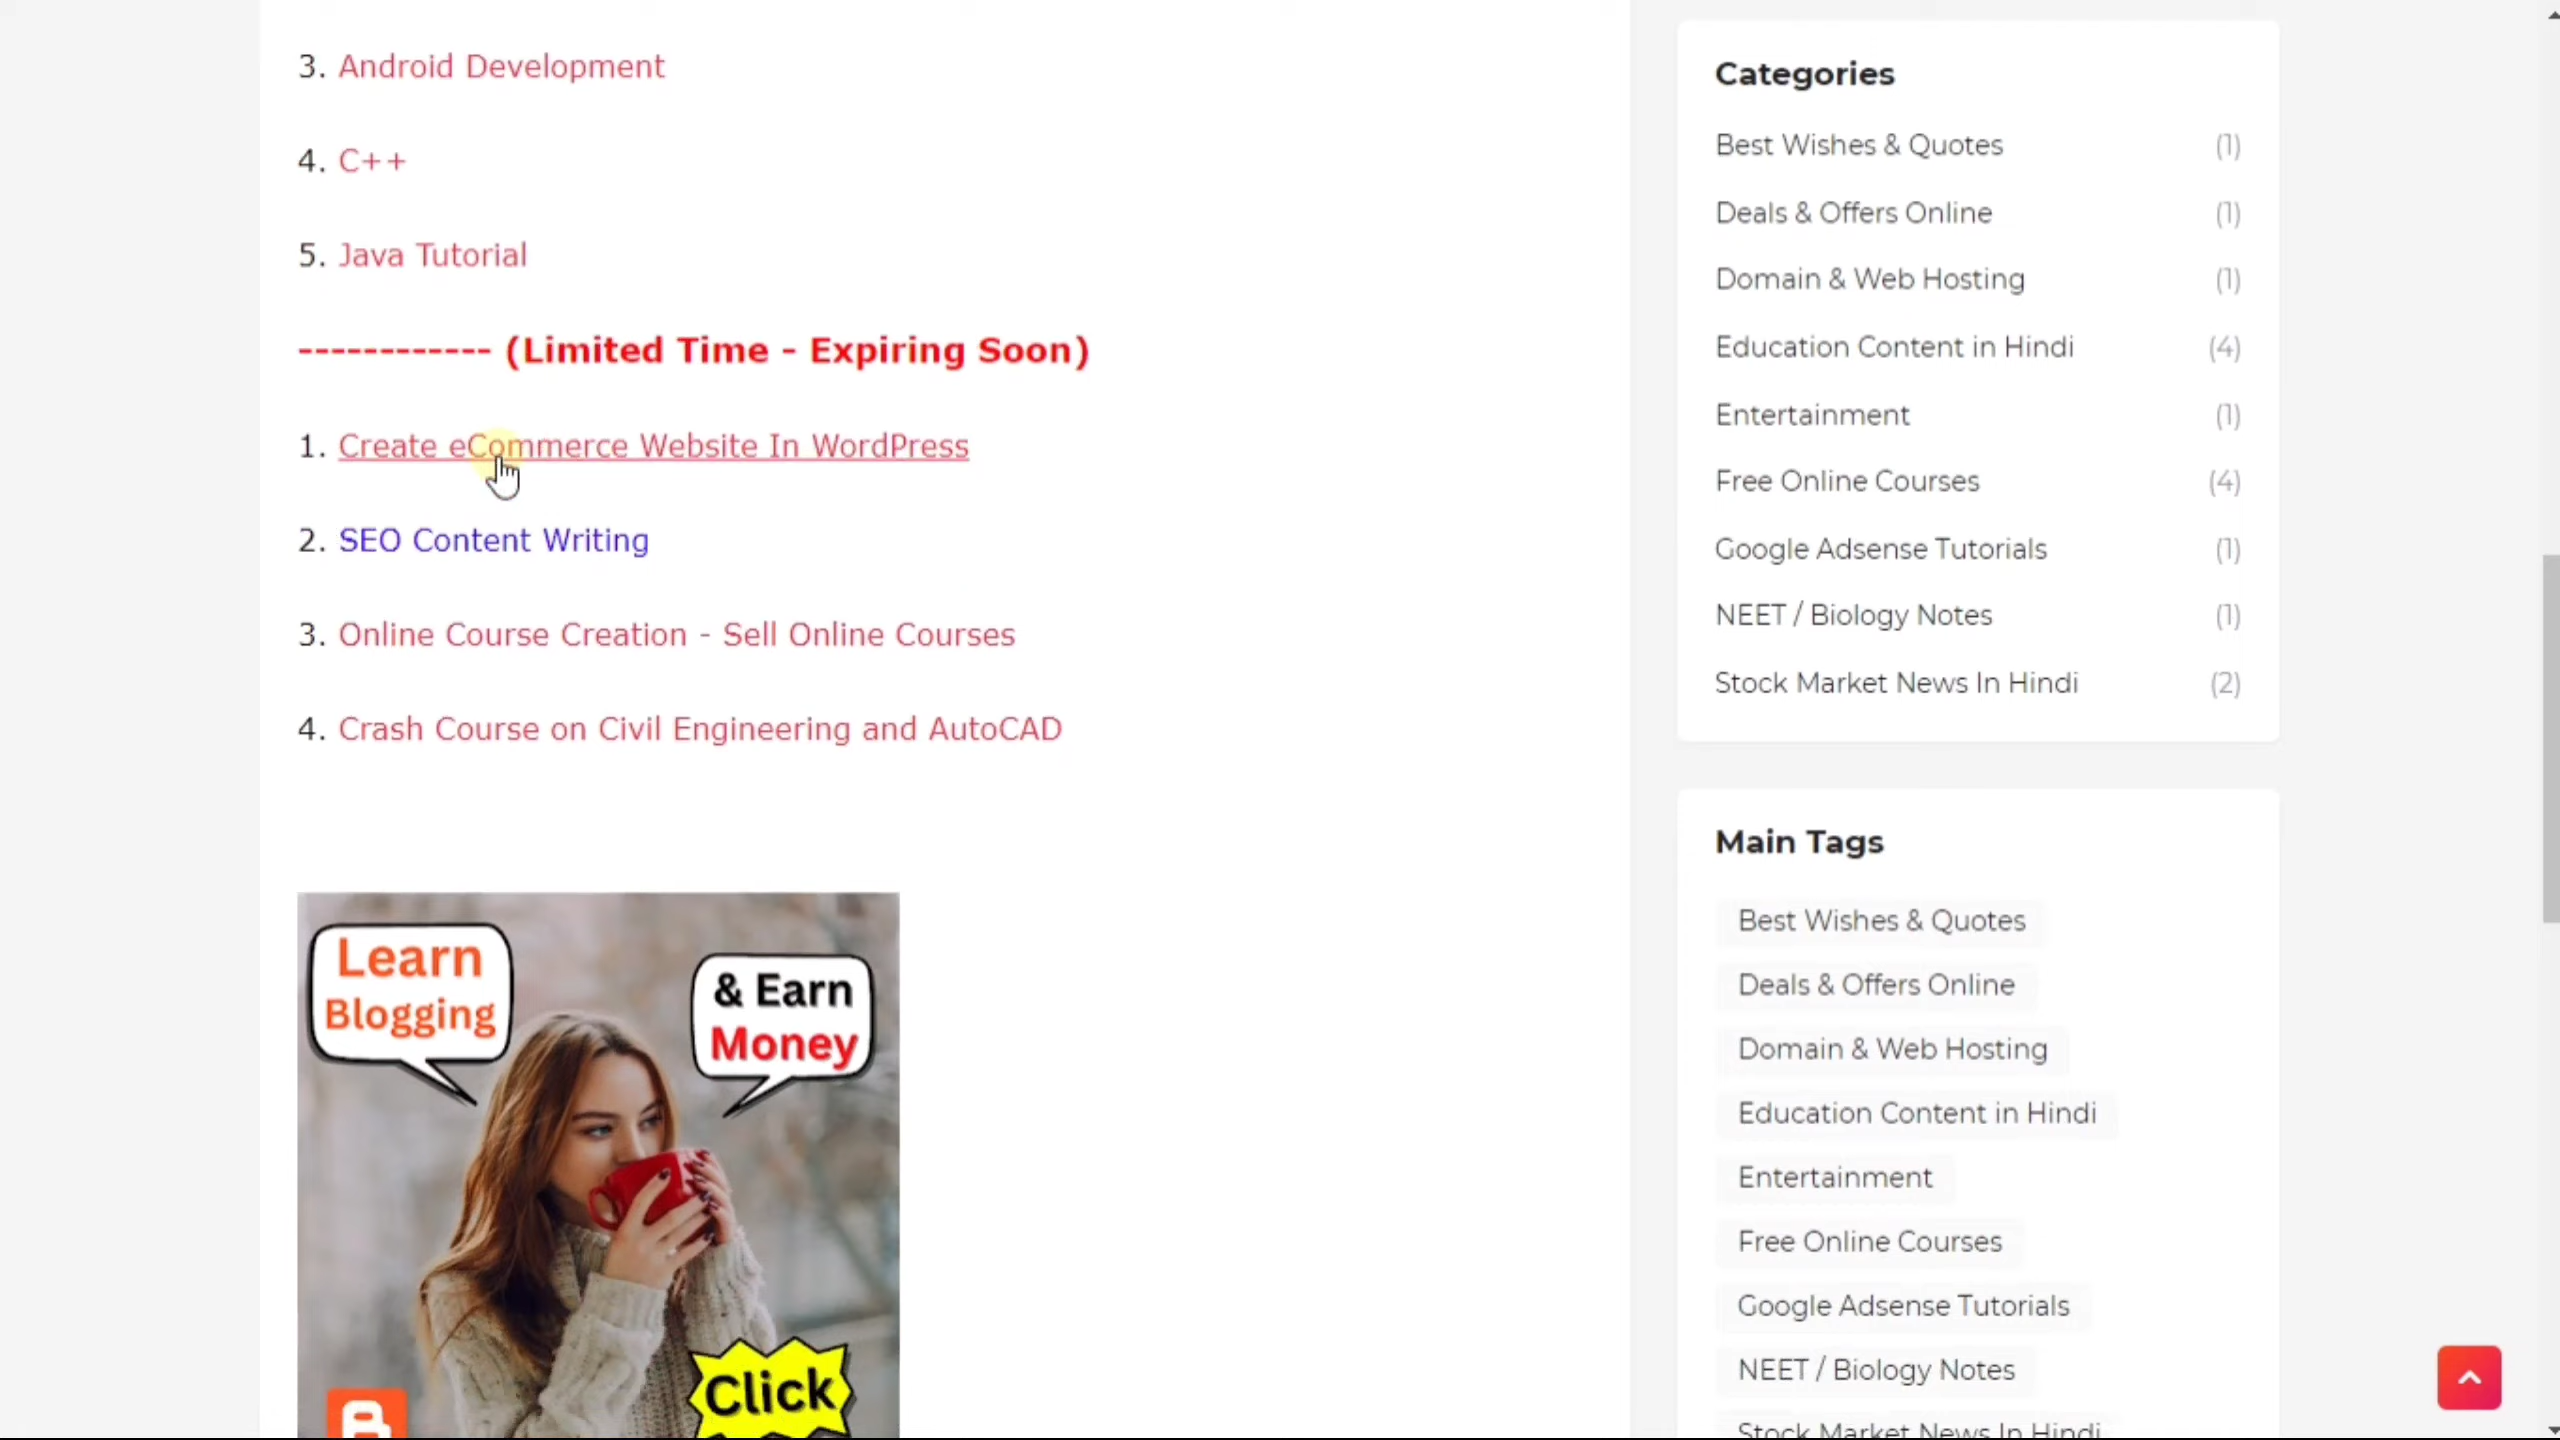 3. Android Development
4. C++
5. Java Tutorial
------------ (Limited Time - Expiring Soon)
1. Create eCommerce Website In WordPress
2. SEO Content Writing
3. Online Course Creation - Sell Online Courses
4. Crash Course on Civil Engineering and AutoCAD
Learn
Blogging
& Earn
Money
Click
Categories
Best Wishes & Quotes (1)
Deals & Offers Online (1)
Domain & Web Hosting (1)
Education Content in Hindi (4)
Entertainment (1)
Free Online Courses (4)
Google Adsense Tutorials (1)
NEET / Biology Notes (1)
Stock Market News In Hindi (2)
Main Tags
Best Wishes & Quotes
Deals & Offers Online
Domain & Web Hosting
Education Content in Hindi
Entertainment
Free Online Courses
Google Adsense Tutorials
NEET / Biology Notes
Stock Market News In Hindi